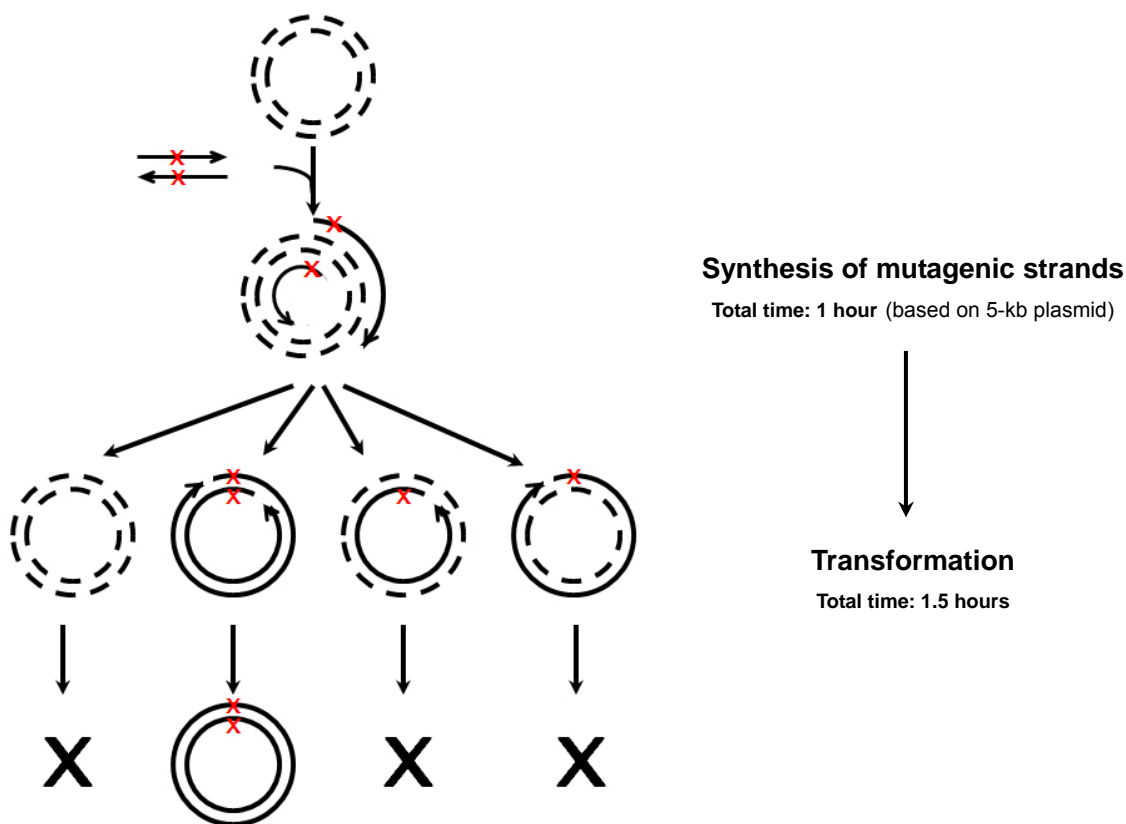 X
X
X
X
Synthesis of mutagenic strands
Total time: 1 hour (based on 5-kb plasmid)
X X X X
X
Transformation
Total time: 1.5 hours
X
X
X X X